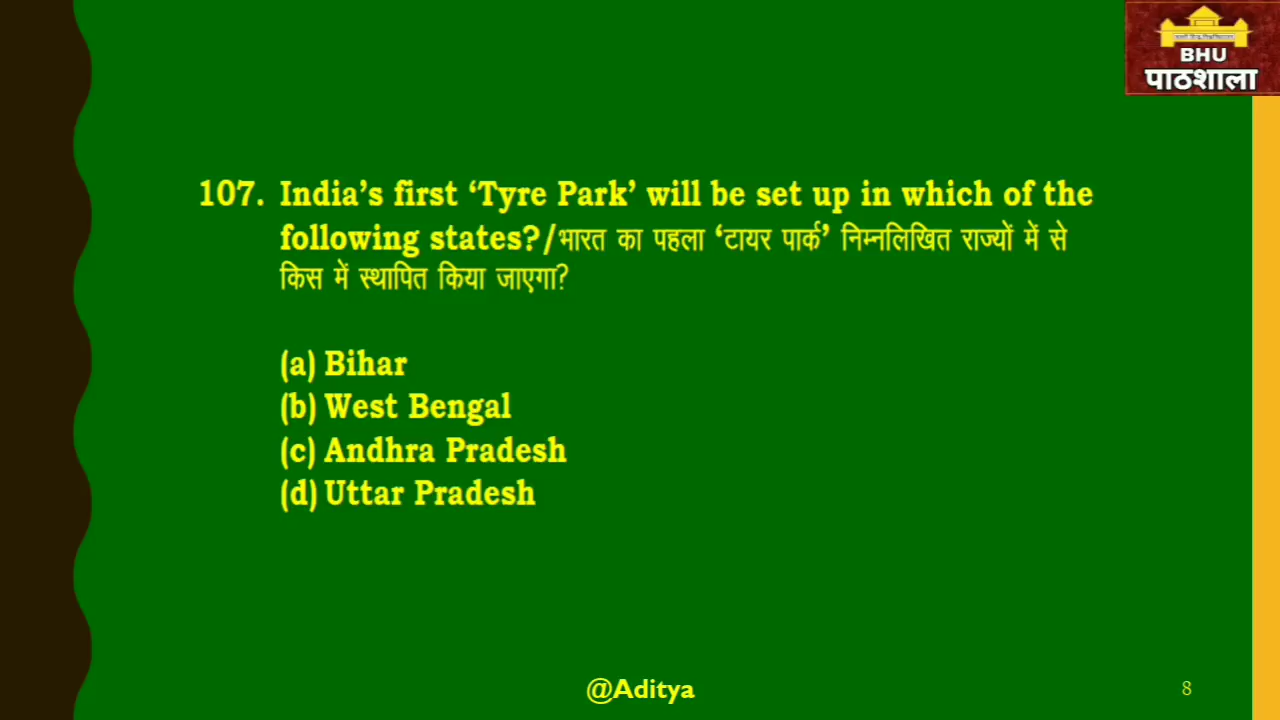 BHU
पाठशाला
107. India’s first ‘Tyre Park’ will be set up in which of the
following states?/भारत का पहला ‘टायर पार्क’ निम्नलिखित राज्यों में से
किस में स्थापित किया जाएगा?
(a) Bihar
(b) West Bengal
(c) Andhra Pradesh
(d) Uttar Pradesh
@Aditya
8